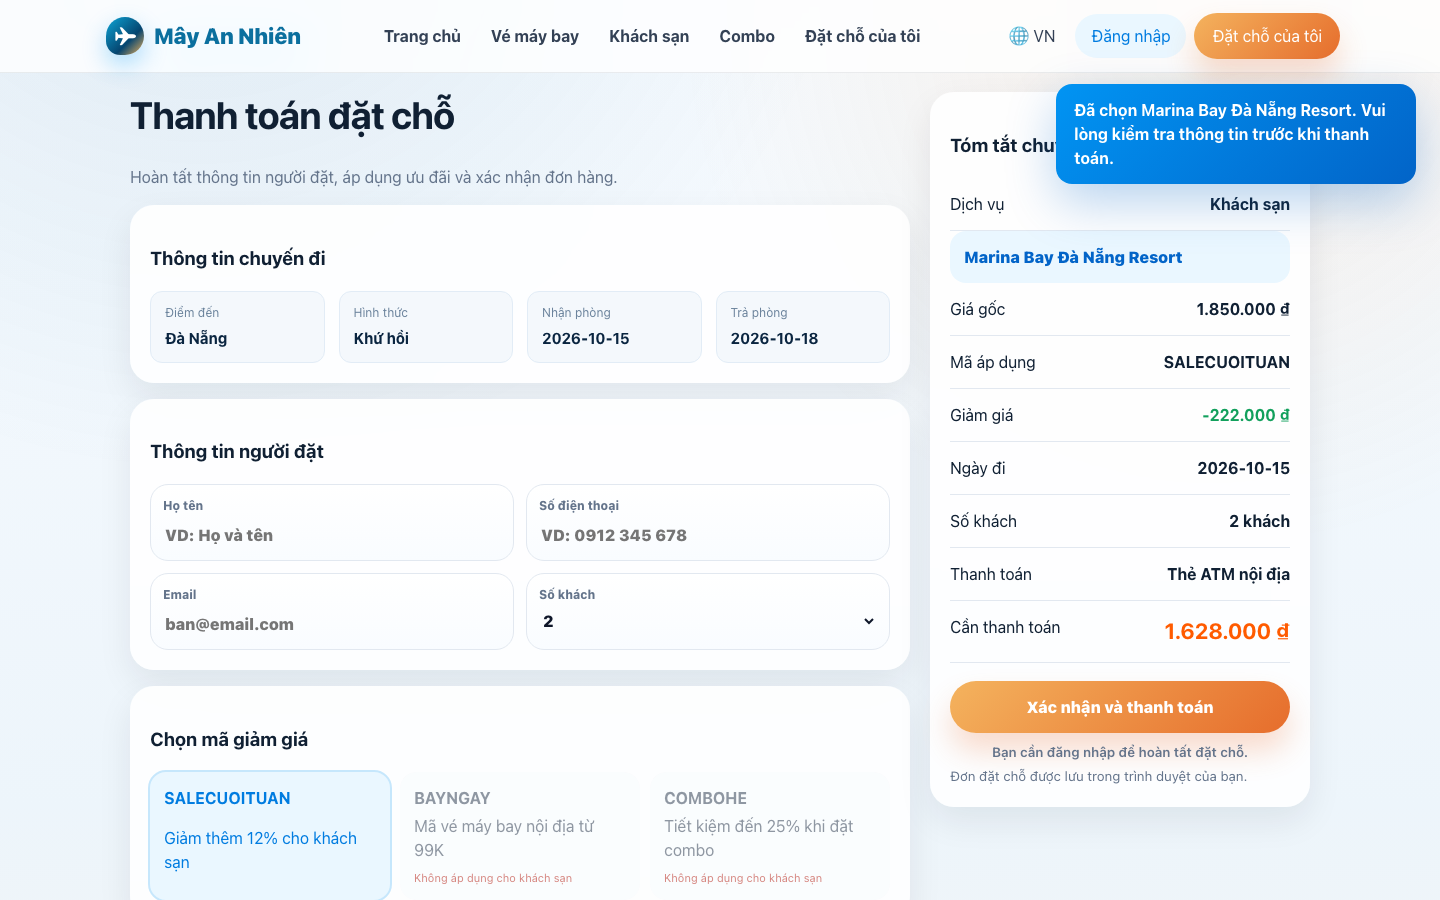 Mây An Nhiên
Trang chủ
Vé máy bay
Khách sạn
Combo
Đặt chỗ của tôi
🌐 VN
Đăng nhập
Đặt chỗ của tôi
Đã chọn Marina Bay Đà Nẵng Resort. Vui
lòng kiểm tra thông tin trước khi thanh
toán.
Thanh toán đặt chỗ
Hoàn tất thông tin người đặt, áp dụng ưu đãi và xác nhận đơn hàng.
Thông tin chuyến đi
Điểm đến
Đà Nẵng
Hình thức
Khứ hồi
Nhận phòng
2026-10-15
Trả phòng
2026-10-18
Thông tin người đặt
Họ tên
VD: Họ và tên
Số điện thoại
VD: 0912 345 678
Email
ban@email.com
Số khách
2
Chọn mã giảm giá
SALECUOITUAN
Giảm thêm 12% cho khách
sạn
BAYNGAY
Mã vé máy bay nội địa từ
99K
Không áp dụng cho khách sạn
COMBOHE
Tiết kiệm đến 25% khi đặt
combo
Không áp dụng cho khách sạn
Tóm tắt
Dịch vụ
Khách sạn
Marina Bay Đà Nẵng Resort
Giá gốc
1.850.000 ₫
Mã áp dụng
SALECUOITUAN
Giảm giá
-222.000 ₫
Ngày đi
2026-10-15
Số khách
2 khách
Thanh toán
Thẻ ATM nội địa
Cần thanh toán
1.628.000 ₫
Xác nhận và thanh toán
Bạn cần đăng nhập để hoàn tất đặt chỗ.
Đơn đặt chỗ được lưu trong trình duyệt của bạn.